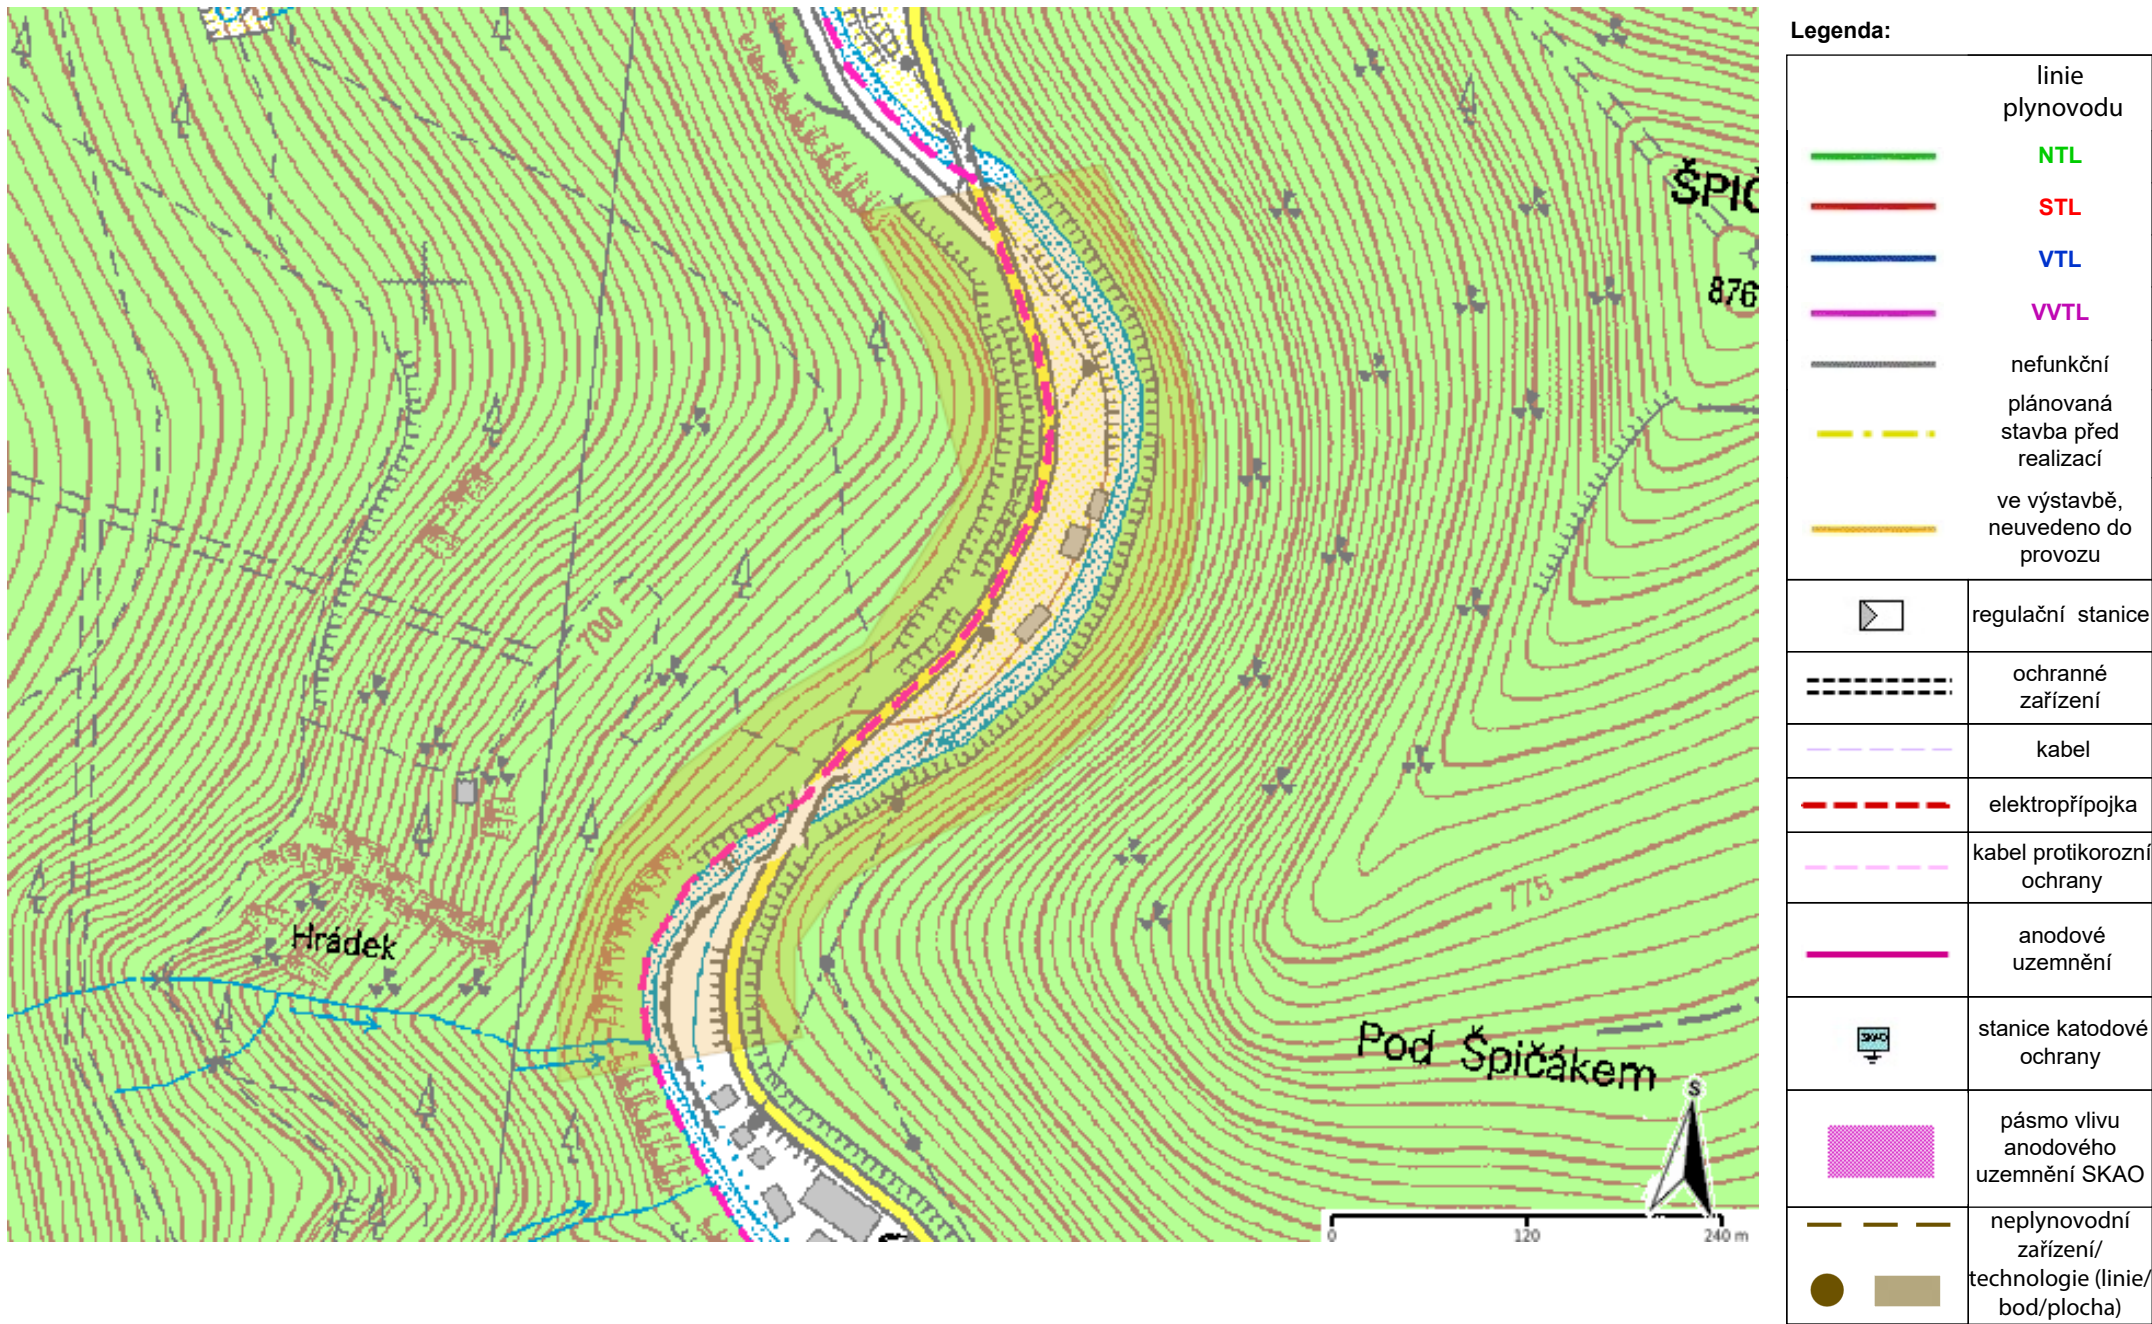 ŠPIČ
876
700
Hrádek
775
Pod Špičákem
S
0 120 240 m
Legenda:
linie
plynovodu
NTL
STL
VTL
VVTL
nefunkční
plánovaná
stavba před
realizací
ve výstavbě,
neuvedeno do
provozu
regulační stanice
ochranné
zařízení
kabel
elektropřípojka
kabel protikorozní
ochrany
anodové
uzemnění
SKAO
stanice katodové
ochrany
pásmo vlivu
anodového
uzemnění SKAO
neplynovodní
zařízení/
technologie (linie/
bod/plocha)